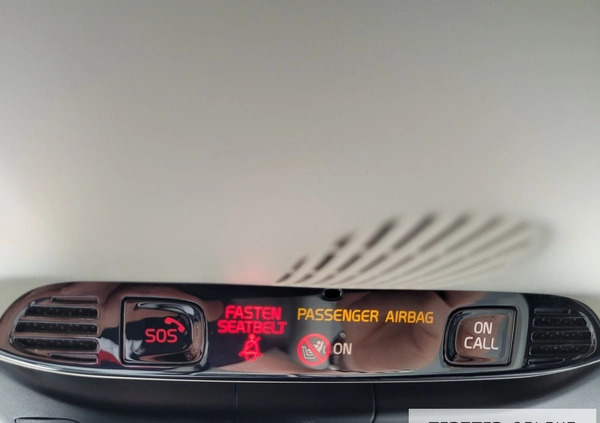 SOS
FASTEN
SEATBELT
PASSENGER AIRBAG
ON
ON
CALL